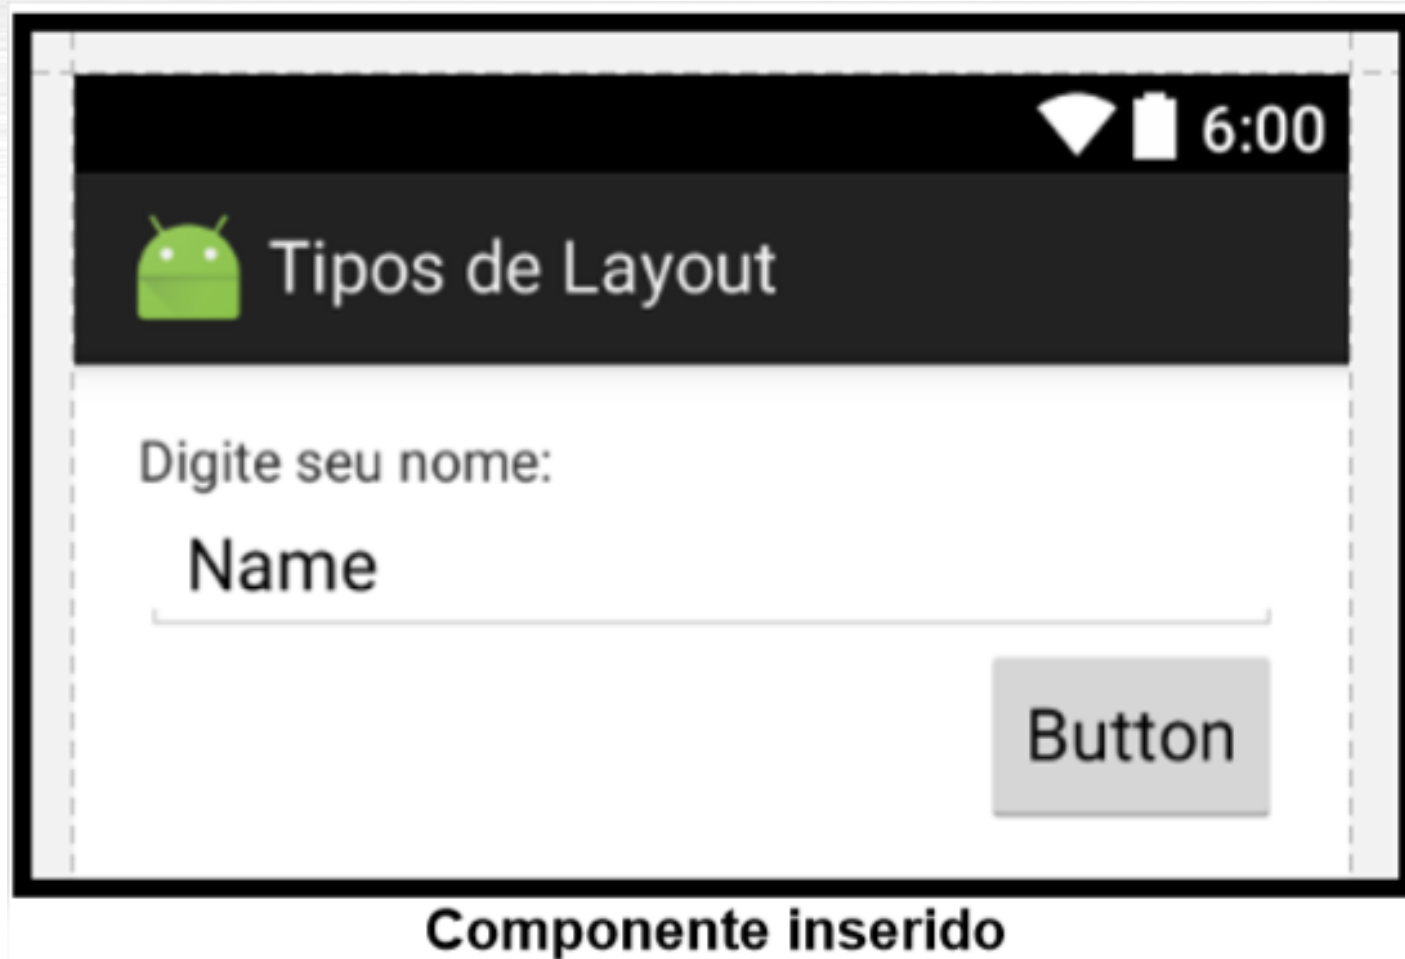 6:00
Tipos de Layout
Digite seu nome:
Name
Button
Componente inserido